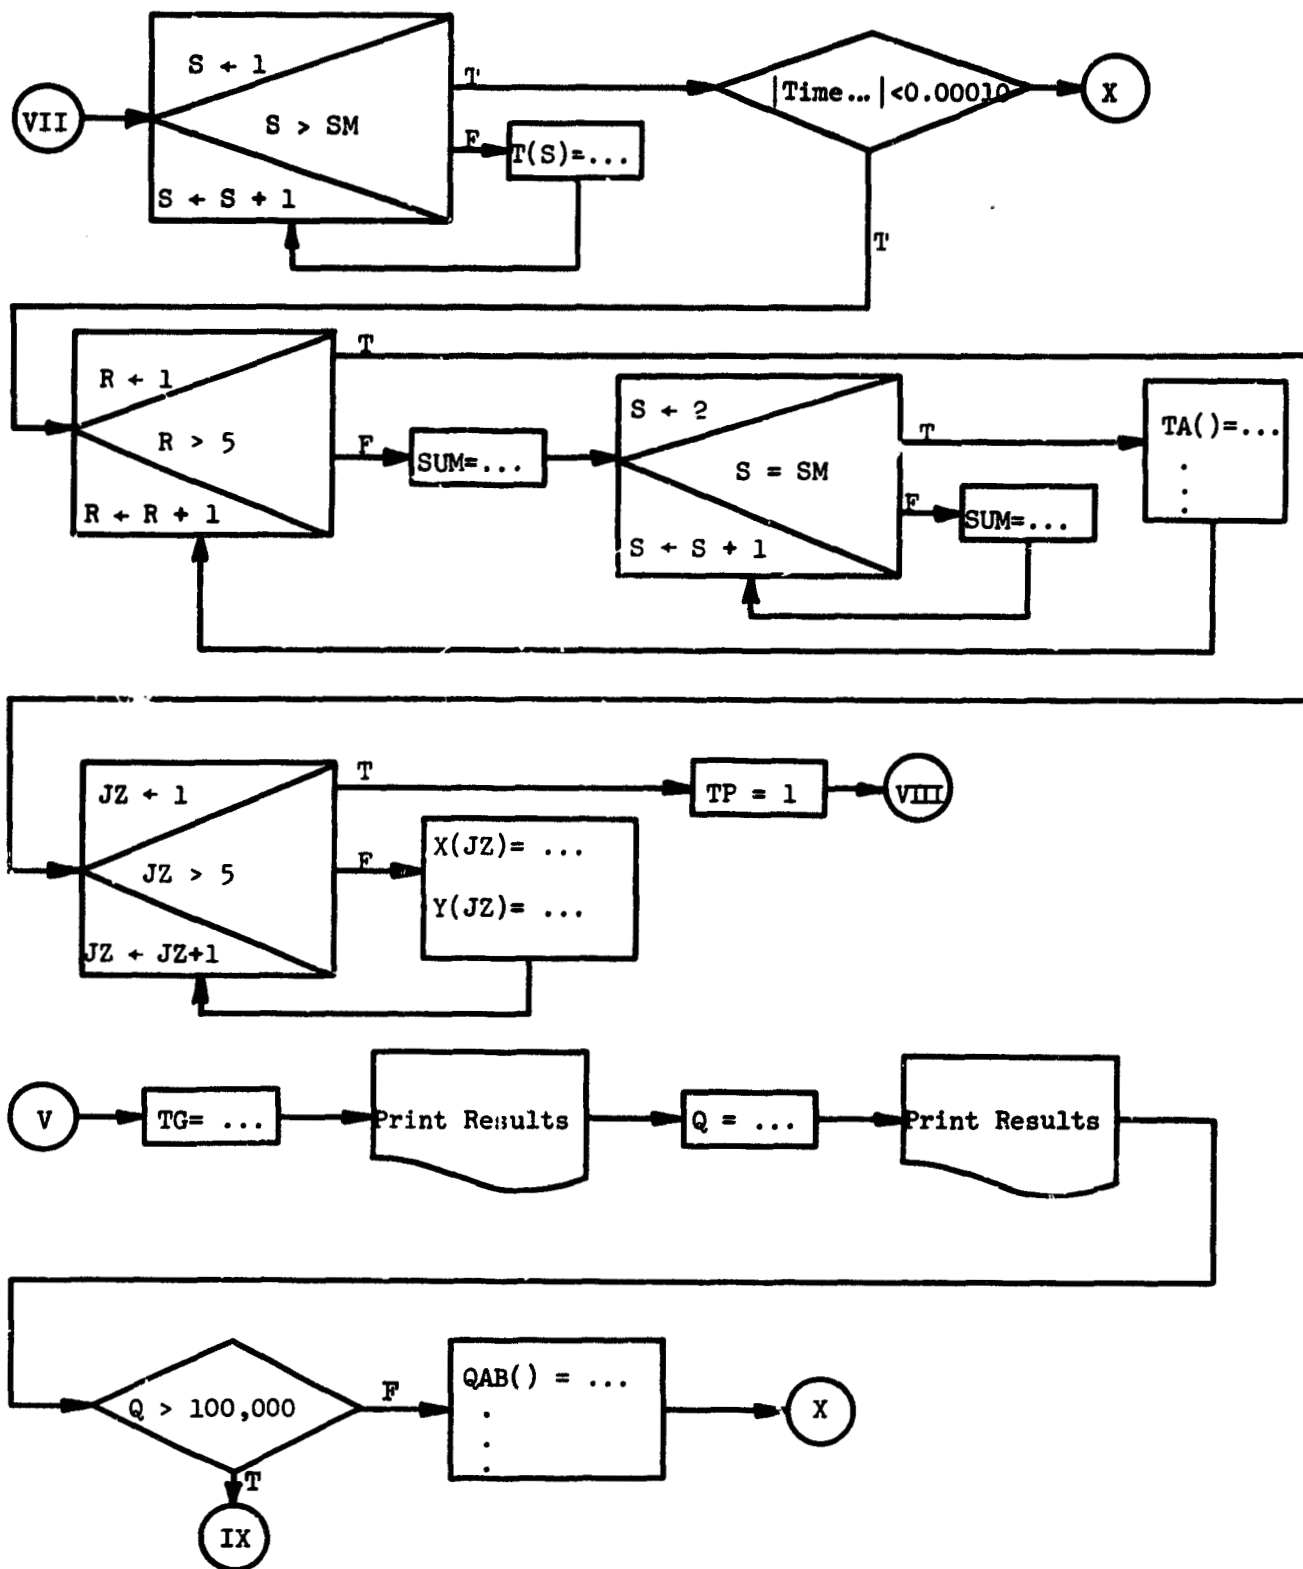 VII
S ← 1
S > SM
S ← S + 1
T
F
T(S)=...
|Time...|<0.00010
X
T
R ← 1
R > 5
R ← R + 1
T
F
SUM=...
S ← 2
S = SM
S ← S + 1
T
F
SUM=...
TA()=...
.
.
.
JZ ← 1
JZ > 5
JZ ← JZ+1
T
F
X(JZ)= ...
Y(JZ)= ...
TP = 1
VIII
V
TG= ...
Print Results
Q = ...
Print Results
Q > 100,000
F
T
QAB() = ...
.
.
.
X
IX